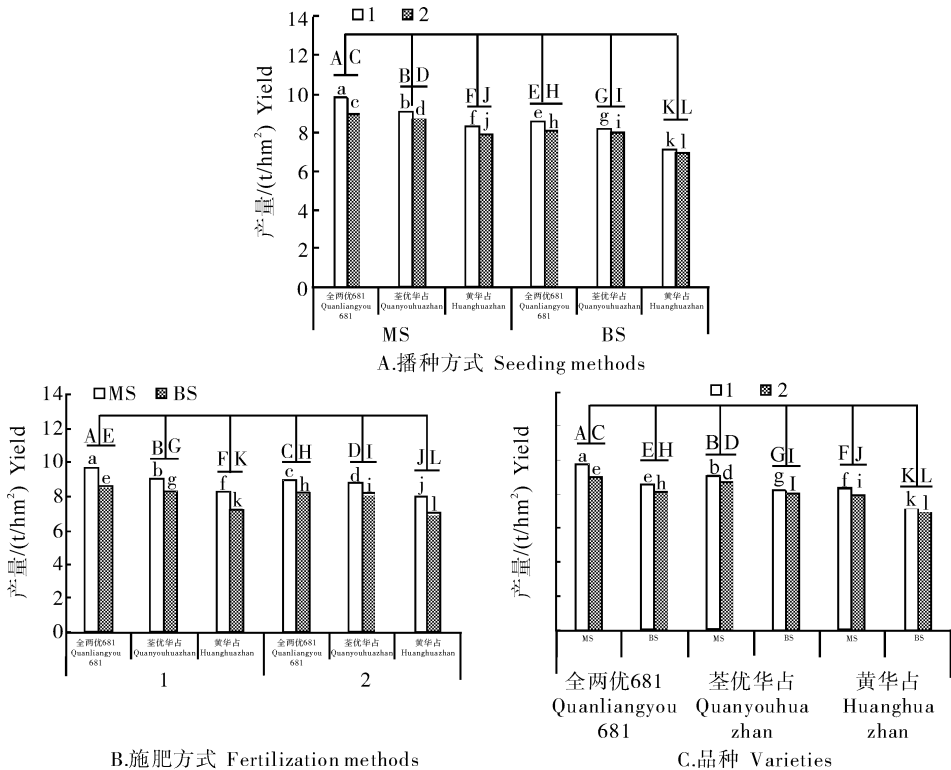 1 2
14
12
10
8
6
4
2
0
产量/(t/hm²) Yield
A C B D F J E H G I K L
a c b d f j e h g i k l
全两优681 荃优华占 黄华占 全两优681 荃优华占 黄华占
Quanliangyou Quanyouhuazhan Huanghuazhan Quanliangyou Quanyouhuazhan Huanghuazhan
681 681
MS BS
A.播种方式 Seeding methods
MS BS
14
12
10
8
6
4
2
0
产量/(t/hm²) Yield
A E B G F K C H D I J L
a e b g f k c h d i j l
全两优681 荃优华占 黄华占 全两优681 荃优华占 黄华占
Quanliangyou Quanyouhuazhan Huanghuazhan Quanliangyou Quanyouhuazhan Huanghuazhan
681 681
1 2
B.施肥方式 Fertilization methods
1 2
产量/(t/hm²) Yield
A C E H B D G I F J K L
a e e h b d g I f i k l
MS BS MS BS MS BS
全两优681 荃优华占 黄华占
Quanliangyou Quanyouhua Huanghua
681 zhan zhan
C.品种 Varieties